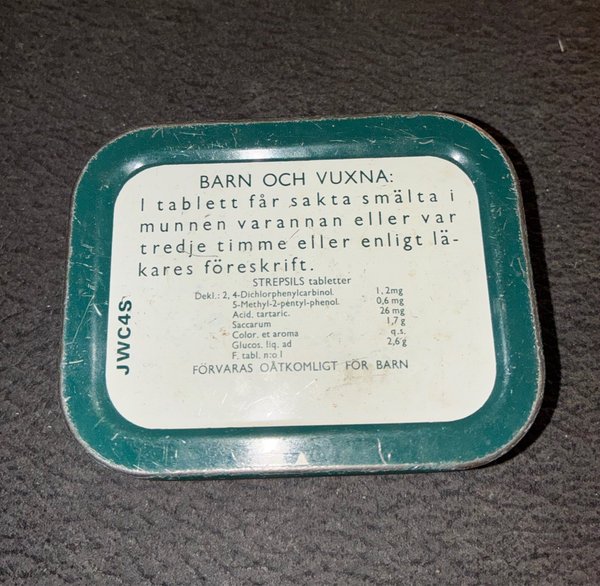 BARN OCH VUXNA:
1 tablett får sakta smälta i
munnen varannan eller var
tredje timme eller enligt lä-
kares föreskrift.
STREPSILS tabletter
Dekl.: 2, 4-Dichlorphenylcarbinol. 1,2mg
5-Methyl-2-pentyl-phenol. 0,6 mg
Acid. tartaric. 26 mg
Saccarum 1,7 g
Color. et aroma q.s.
Glucos. liq. ad 2,6 g
F. tabl. n:o 1
FÖRVARAS OÅTKOMLIGT FÖR BARN
JWC4S